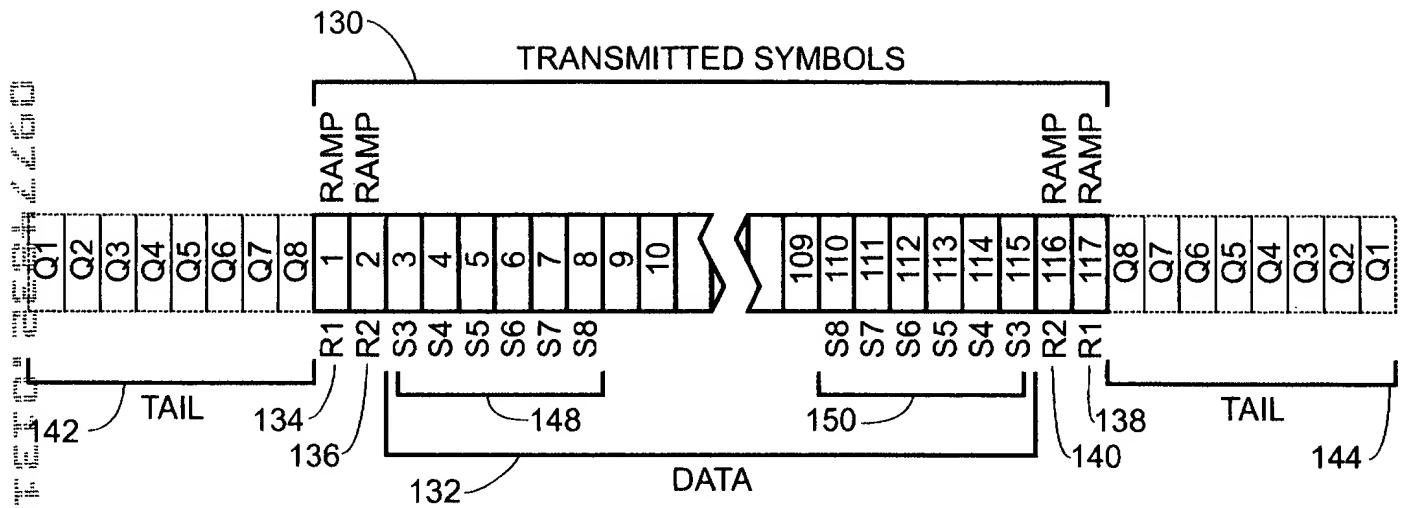 130
TRANSMITTED SYMBOLS
RAMP RAMP RAMP RAMP
Q1 Q2 Q3 Q4 Q5 Q6 Q7 Q8 1 2 3 4 5 6 7 8 9 10 109 110 111 112 113 114 115 116 117 Q8 Q7 Q6 Q5 Q4 Q3 Q2 Q1
R1 R2 S3 S4 S5 S6 S7 S8 S8 S7 S6 S5 S4 S3 R2 R1
TAIL 134 148 150 138 TAIL
142 136 140 144
132 DATA